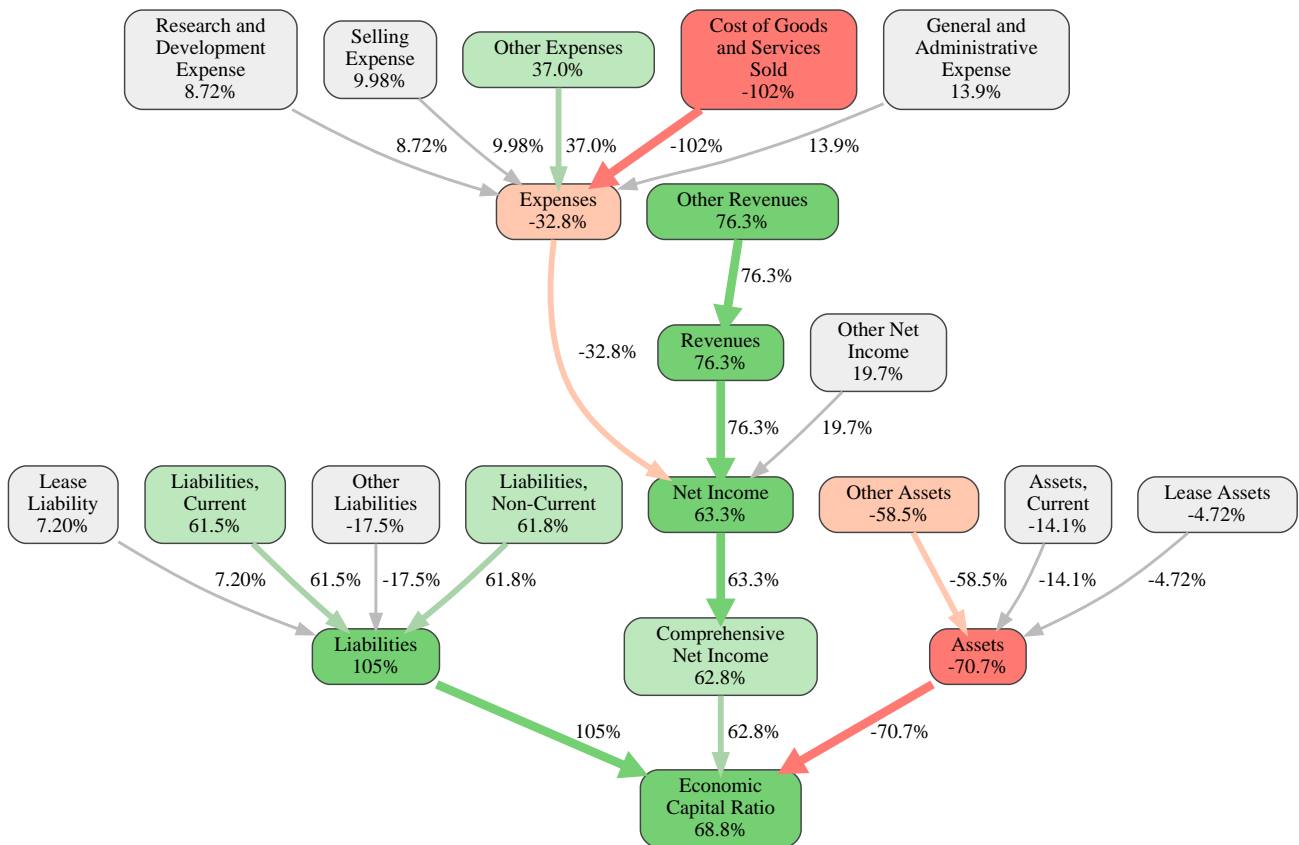 Research and
Development
Expense
8.72%
Selling
Expense
9.98%
Other Expenses
37.0%
Cost of Goods
and Services
Sold
-102%
General and
Administrative
Expense
13.9%
8.72%
9.98%
37.0%
-102%
13.9%
Expenses
-32.8%
Other Revenues
76.3%
76.3%
-32.8%
Revenues
76.3%
Other Net
Income
19.7%
76.3%
19.7%
Lease
Liability
7.20%
Liabilities,
Current
61.5%
Other
Liabilities
-17.5%
Liabilities,
Non-Current
61.8%
Net Income
63.3%
Other Assets
-58.5%
Assets,
Current
-14.1%
Lease Assets
-4.72%
7.20%
61.5%
-17.5%
61.8%
63.3%
-58.5%
-14.1%
-4.72%
Liabilities
105%
Comprehensive
Net Income
62.8%
Assets
-70.7%
105%
62.8%
-70.7%
Economic
Capital Ratio
68.8%